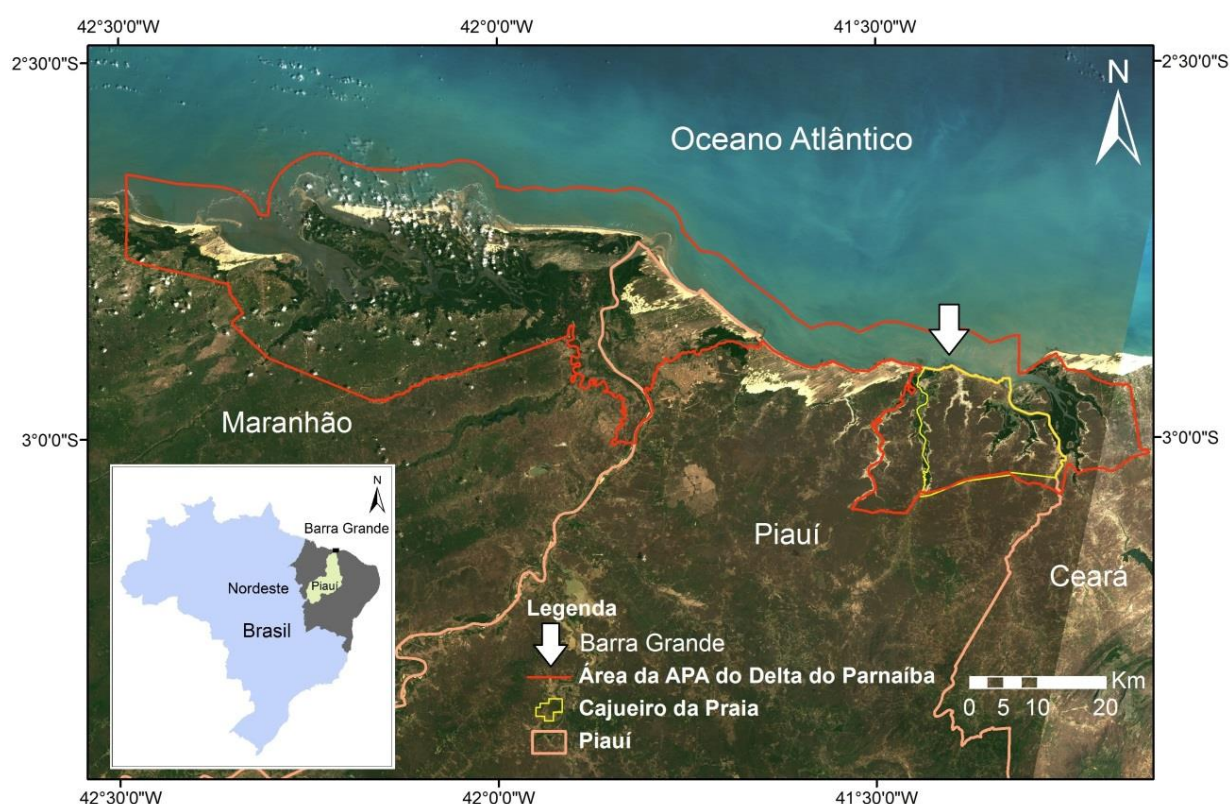 42°30'0"W 42°0'0"W 41°30'0"W
2°30'0"S 2°30'0"S
N
Oceano Atlântico
Maranhão
3°0'0"S 3°0'0"S
Piauí
Ceará
N
Barra Grande
Nordeste
Piauí
Brasil
Legenda
Barra Grande
Área da APA do Delta do Parnaíba
Cajueiro da Praia
Piauí
Km
0 5 10 20
42°30'0"W 42°0'0"W 41°30'0"W